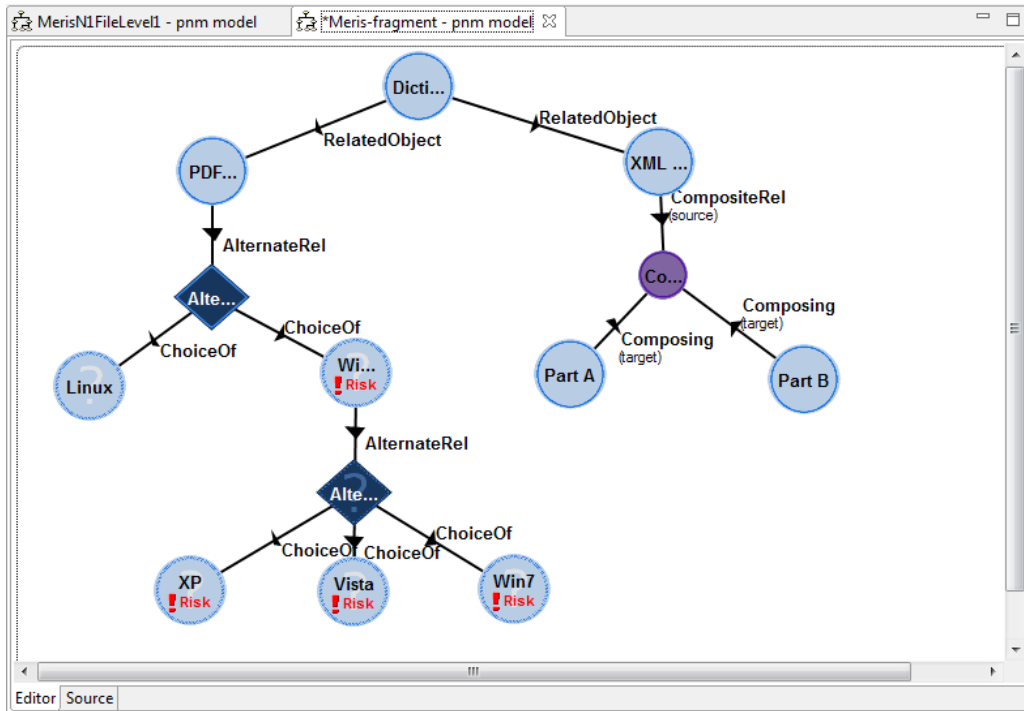 MerisN1FileLevel1 - pnm model
*Meris-fragment - pnm model
Dicti...
RelatedObject
RelatedObject
PDF...
XML ...
CompositeRel
(source)
AlternateRel
Co...
Alte...
Composing
(target)
ChoiceOf
Composing
(target)
ChoiceOf
Linux
?
Wi...
?
Risk
Part A
Part B
AlternateRel
Alte...
?
ChoiceOf
ChoiceOf
ChoiceOf
XP
?
! Risk
Vista
?
! Risk
Win7
?
! Risk
Editor
Source